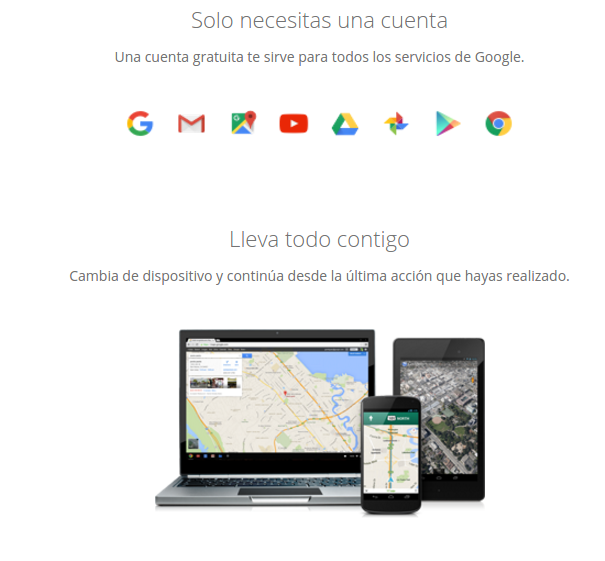 Solo necesitas una cuenta
Una cuenta gratuita te sirve para todos los servicios de Google.
Lleva todo contigo
Cambia de dispositivo y continúa desde la última acción que hayas realizado.
NORTH